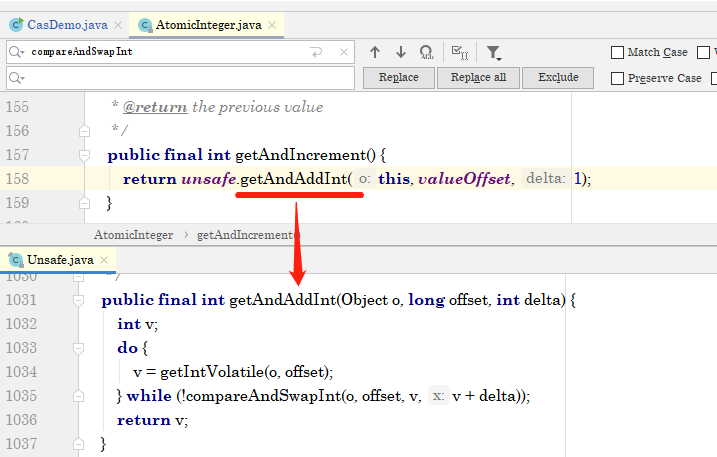 CasDemo.java AtomicInteger.java
compareAndSwapInt Match Case
Replace Replace all Exclude Preserve Case
155 * @return the previous value
156 */
157 public final int getAndIncrement() {
158 return unsafe.getAndAddInt( o: this, valueOffset, delta: 1);
159 }
AtomicInteger > getAndIncrement()
Unsafe.java
1030 */
1031 public final int getAndAddInt(Object o, long offset, int delta) {
1032 int v;
1033 do {
1034 v = getIntVolatile(o, offset);
1035 } while (!compareAndSwapInt(o, offset, v, x: v + delta));
1036 return v;
1037 }